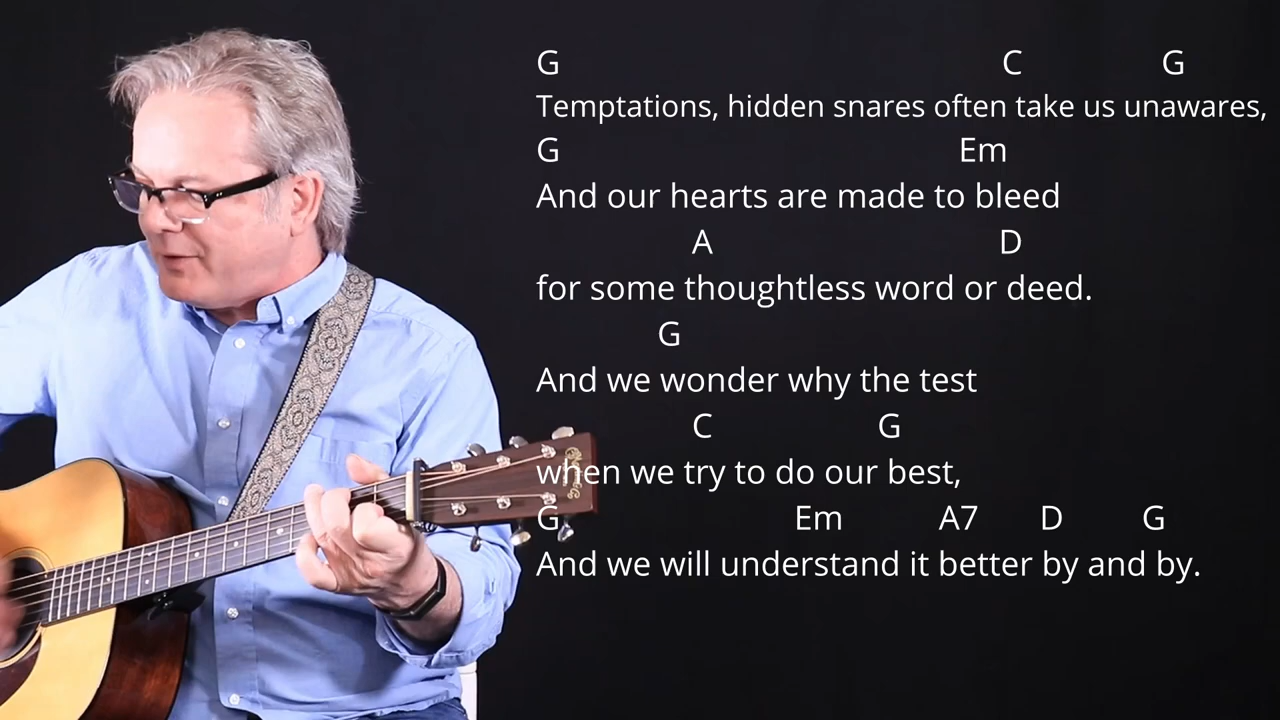 G C G
Temptations, hidden snares often take us unawares,
G Em
And our hearts are made to bleed
A D
for some thoughtless word or deed.
G
And we wonder why the test
C G
when we try to do our best,
G Em A7 D G
And we will understand it better by and by.